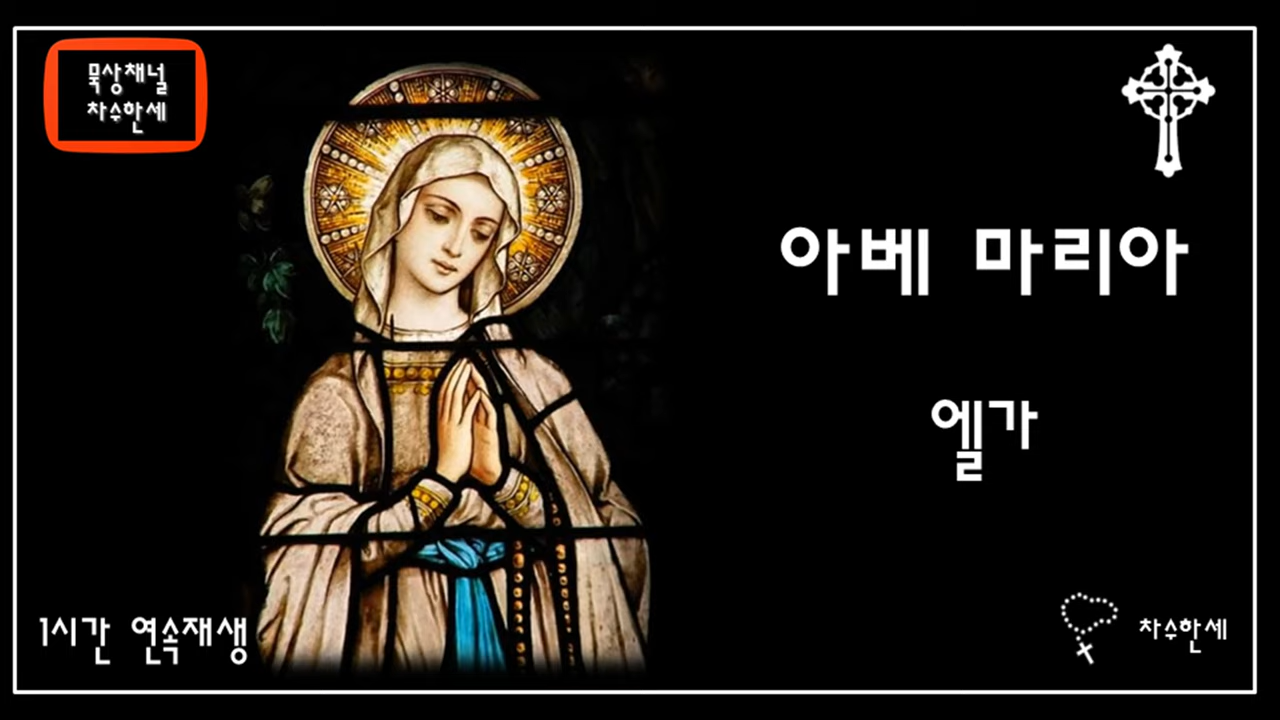 묵상채널
차수한세
아베 마리아
엘가
1시간 연속재생
차수한세